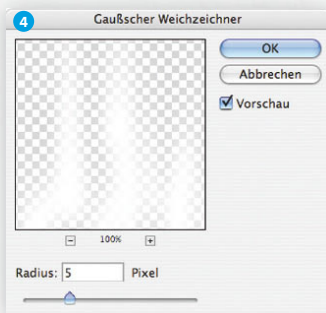 4
Gaußscher Weichzeichner
OK
Abbrechen
Vorschau
100%
Radius: 5 Pixel